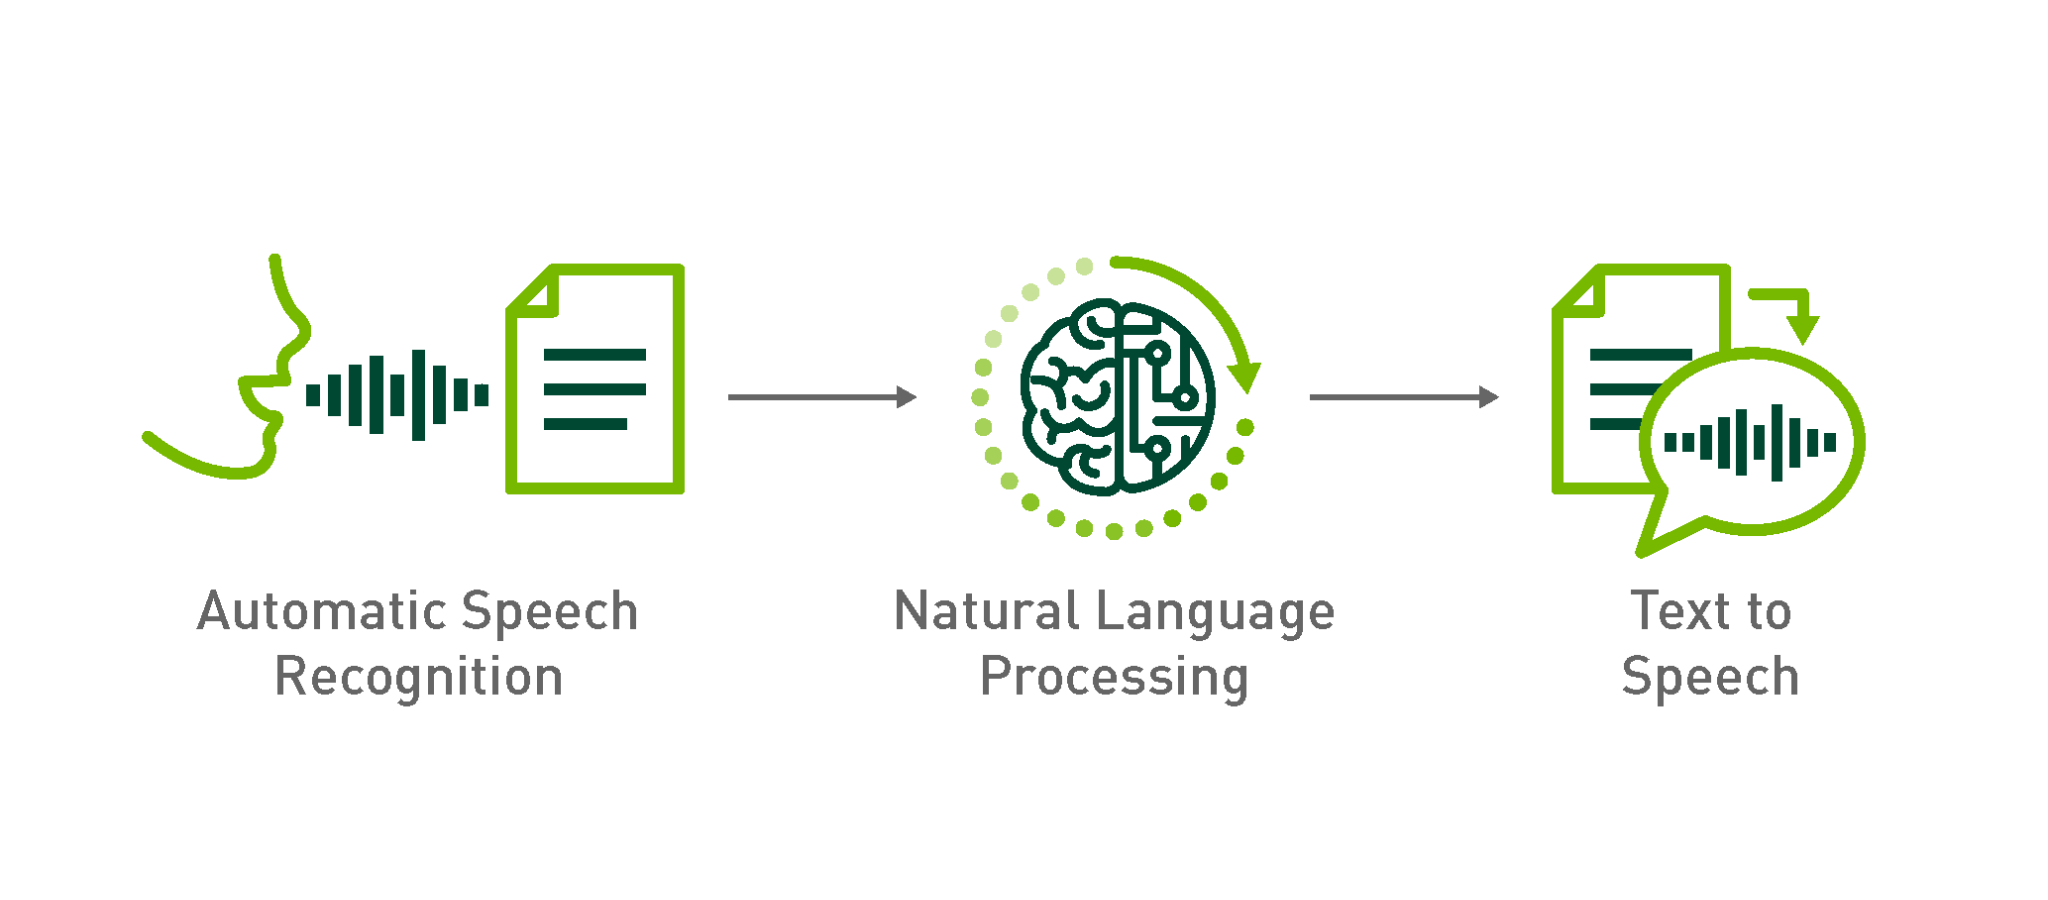 Automatic Speech
Recognition
Natural Language
Processing
Text to
Speech